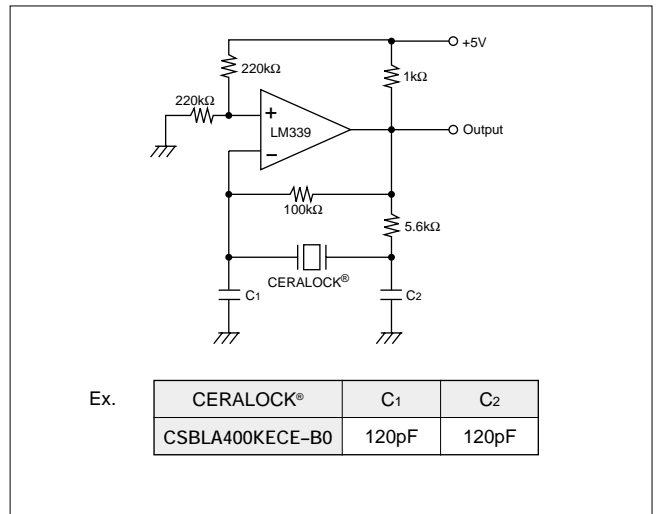 +5V
220kΩ
1kΩ
220kΩ
+
LM339
−
Output
100kΩ
5.6kΩ
CERALOCK®
C1
C2
Ex.
CERALOCK® C1 C2
CSBLA400KECE-B0 120pF 120pF